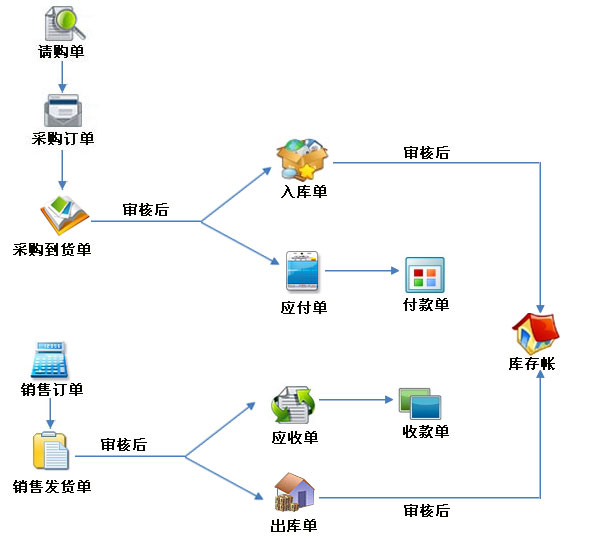 请购单
采购订单
审核后
入库单
审核后
采购到货单
应付单
付款单
库存帐
销售订单
审核后
应收单
收款单
销售发货单
出库单
审核后